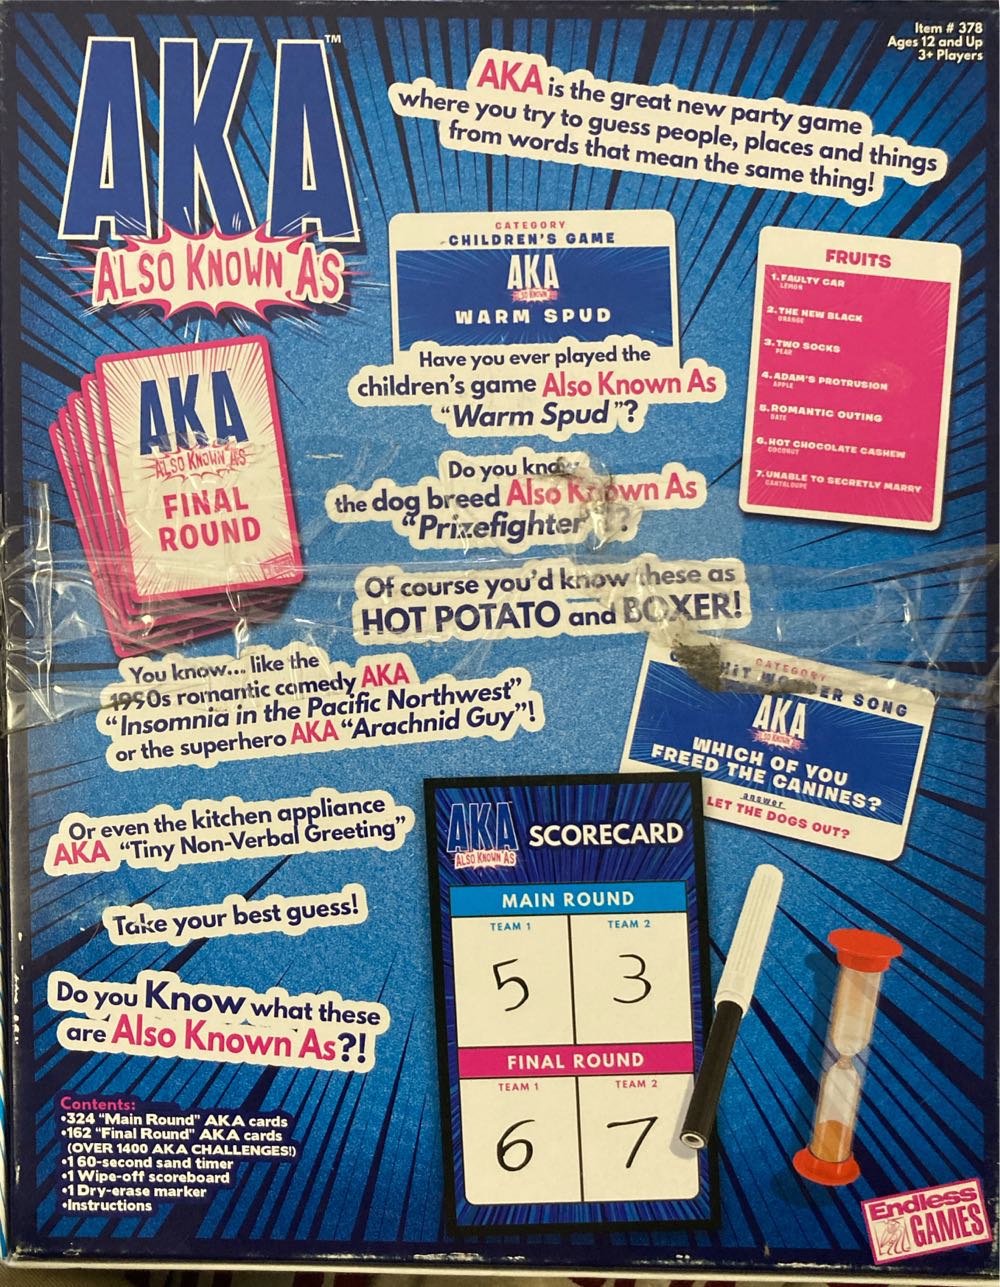 AKA™
ALSO KNOWN AS
Item # 378
Ages 12 and Up
3+ Players
AKA is the great new party game
where you try to guess people, places and things
from words that mean the same thing!
CATEGORY
CHILDREN'S GAME
AKA
ALSO KNOWN AS
WARM SPUD
Have you ever played the
children's game Also Known As
"Warm Spud"?
FRUITS
1. FAULTY CAR
LEMON
2. THE NEW BLACK
ORANGE
3. TWO SOCKS
PEAR
4. ADAM'S PROTRUSION
APPLE
5. ROMANTIC OUTING
DATE
6. HOT CHOCOLATE CASHEW
COCONUT
7. UNABLE TO SECRETLY MARRY
CANTALOUPE
AKA
ALSO KNOWN AS
FINAL
ROUND
Do you know
the dog breed Also Known As
"Prizefighter"?
Of course you'd know these as
HOT POTATO and BOXER!
You know... like the
1990s romantic comedy AKA
"Insomnia in the Pacific Northwest"
or the superhero AKA "Arachnid Guy"!
CATEGORY
HIT WONDER SONG
AKA
ALSO KNOWN AS
WHICH OF YOU
FREED THE CANINES?
answer
LET THE DOGS OUT?
Or even the kitchen appliance
AKA "Tiny Non-Verbal Greeting"
Take your best guess!
Do you Know what these
are Also Known As?!
AKA
ALSO KNOWN AS
SCORECARD
MAIN ROUND
TEAM 1
TEAM 2
5
3
FINAL ROUND
TEAM 1
TEAM 2
6
7
Contents:
•324 "Main Round" AKA cards
•162 "Final Round" AKA cards
(OVER 1400 AKA CHALLENGES!)
•1 60-second sand timer
•1 Wipe-off scoreboard
•1 Dry-erase marker
•Instructions
Endless
GAMES